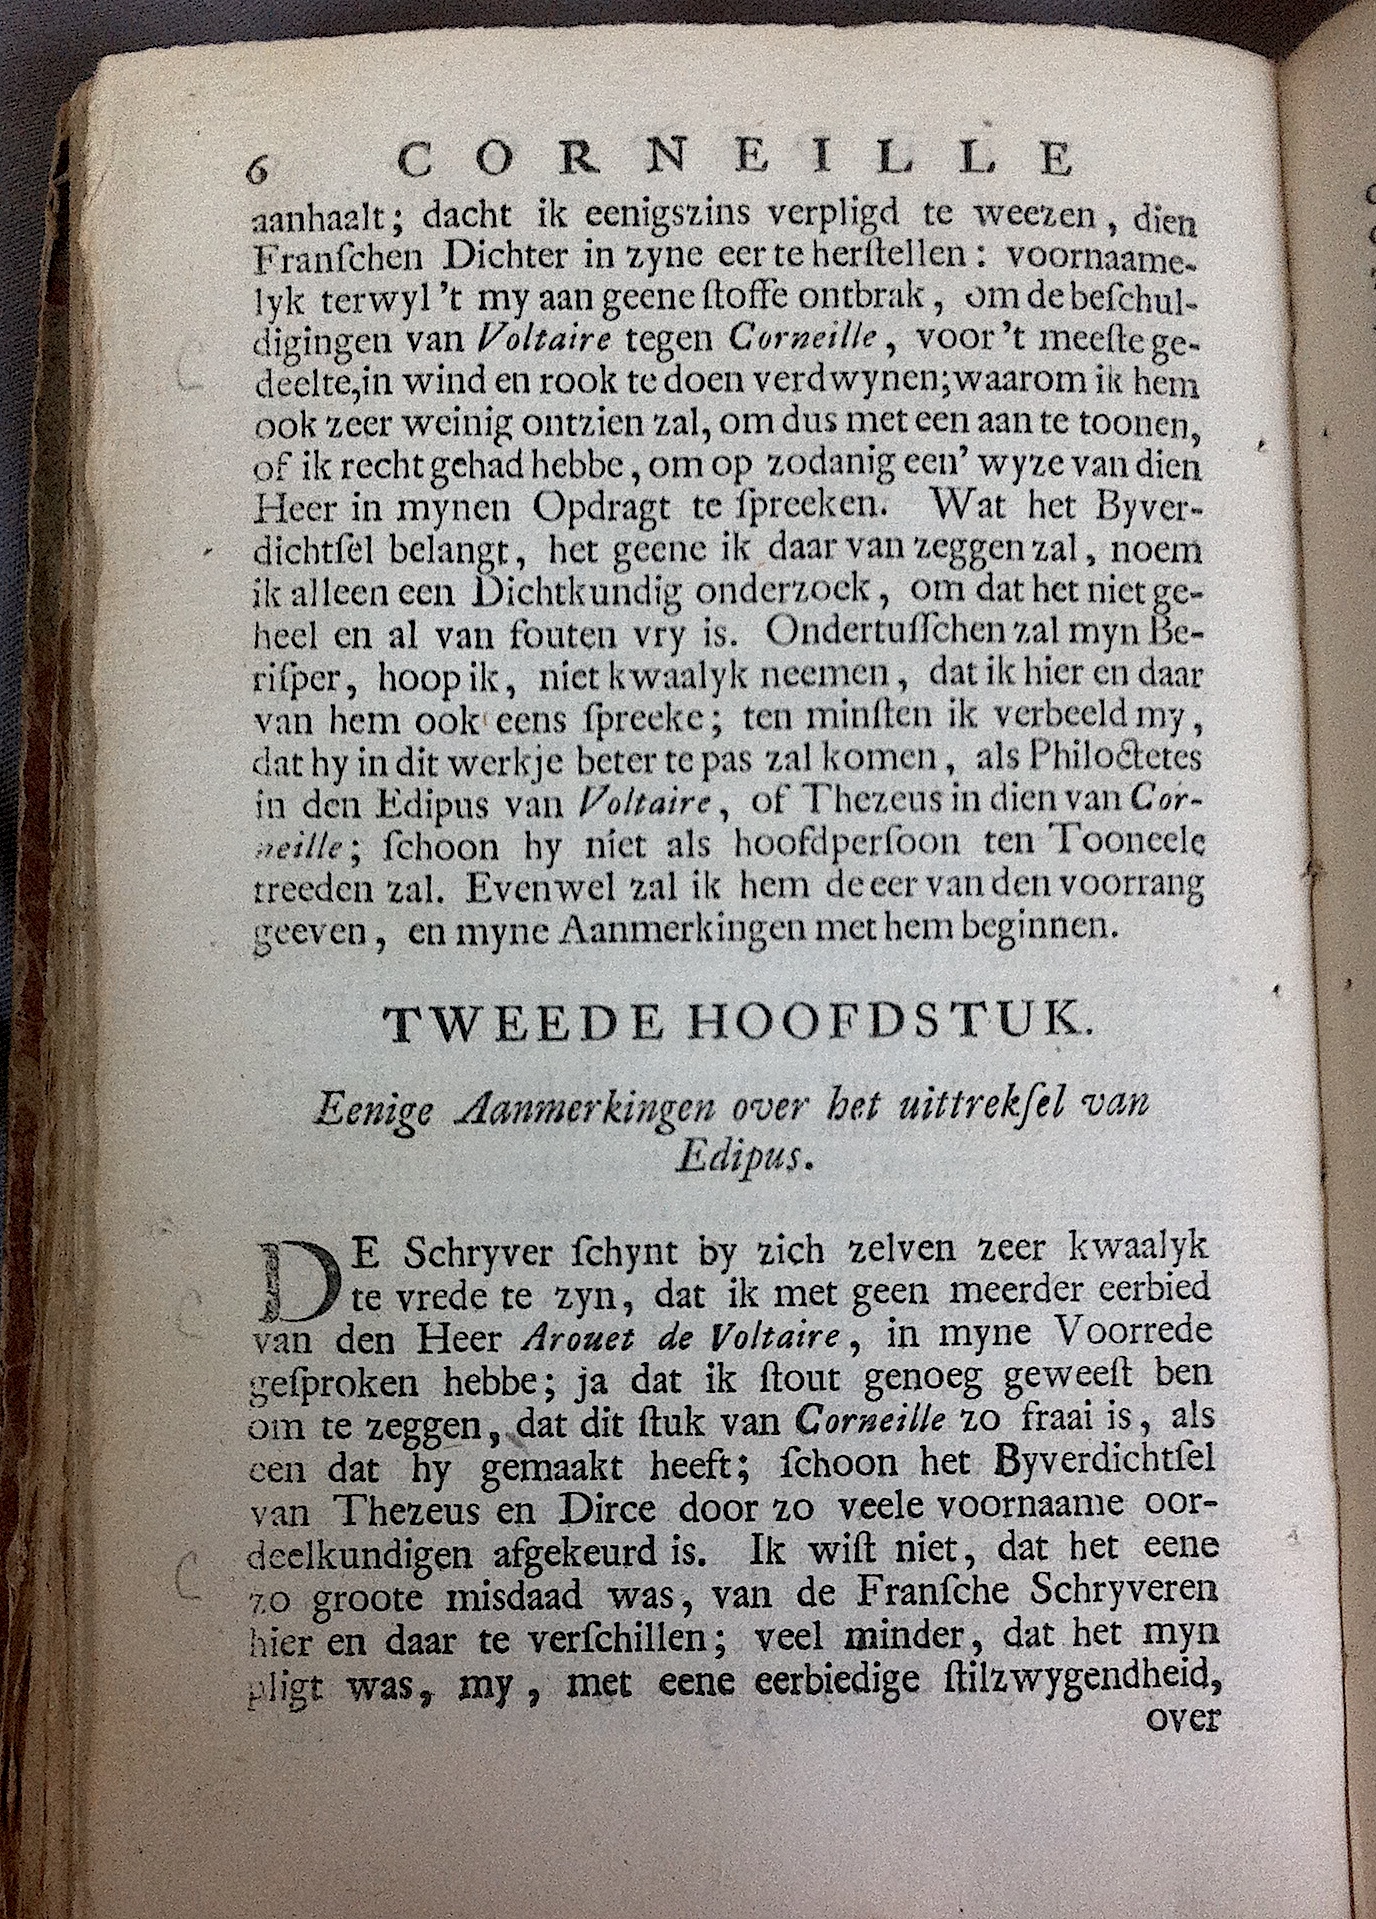 6 CORNEILLE
aanhaalt; dacht ik eenigszins verpligd te weezen, dien
Franſchen Dichter in zyne eer te herſtellen: voornaame-
lyk terwyl 't my aan geene ſtoffe ontbrak, om de beſchul-
digingen van Voltaire tegen Corneille, voor 't meeſte ge-
deelte, in wind en rook te doen verdwynen; waarom ik hem
ook zeer weinig ontzien zal, om dus met een aan te toonen,
of ik recht gehad hebbe, om op zodanig een' wyze van dien
Heer in mynen Opdragt te ſpreeken. Wat het Byver-
dichtſel belangt, het geene ik daar van zeggen zal, noem
ik alleen een Dichtkundig onderzoek, om dat het niet ge-
heel en al van fouten vry is. Ondertuſſchen zal myn Be-
riſper, hoop ik, niet kwaalyk neemen, dat ik hier en daar
van hem ook eens ſpreeke; ten minſten ik verbeeld my,
dat hy in dit werkje beter te pas zal komen, als Philoctetes
in den Edipus van Voltaire, of Thezeus in dien van Cor-
neille; ſchoon hy niet als hoofdperſoon ten Tooneele
treeden zal. Evenwel zal ik hem de eer van den voorrang
geeven, en myne Aanmerkingen met hem beginnen.
TWEEDE HOOFDSTUK.
Eenige Aanmerkingen over het uittrekſel van
Edipus.
DE Schryver ſchynt by zich zelven zeer kwaalyk
te vrede te zyn, dat ik met geen meerder eerbied
van den Heer Arouet de Voltaire, in myne Voorrede
geſproken hebbe; ja dat ik ſtout genoeg geweeſt ben
om te zeggen, dat dit ſtuk van Corneille zo fraai is, als
een dat hy gemaakt heeft; ſchoon het Byverdichtſel
van Thezeus en Dirce door zo veele voornaame oor-
deelkundigen afgekeurd is. Ik wiſt niet, dat het eene
zo groote misdaad was, van de Franſche Schryveren
hier en daar te verſchillen; veel minder, dat het myn
pligt was, my, met eene eerbiedige ſtilzwygendheid,
over